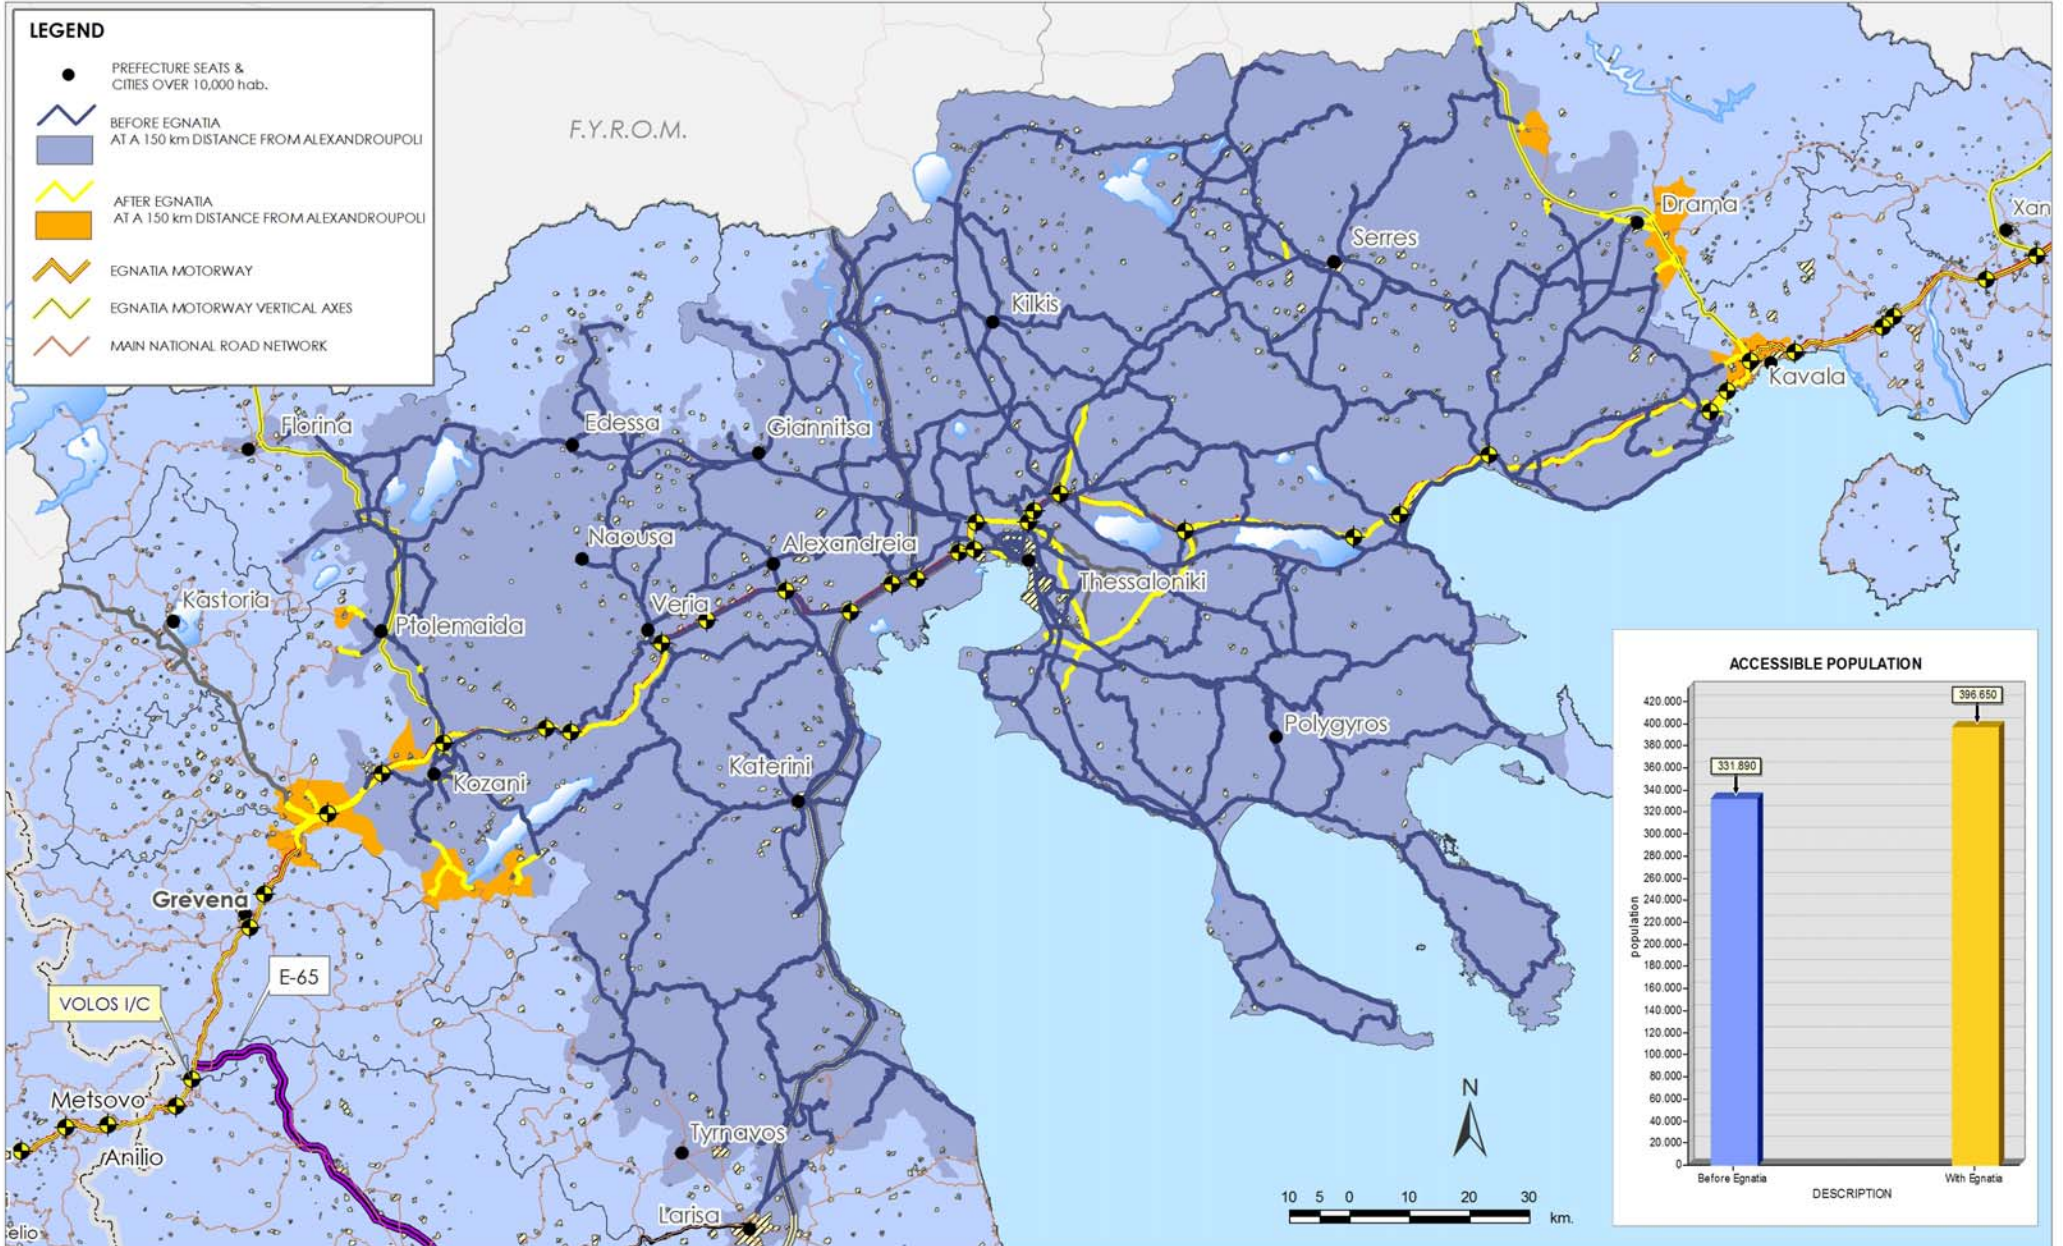 LEGEND
PREFECTURE SEATS &
CITIES OVER 10,000 hab.
BEFORE EGNATIA
AT A 150 km DISTANCE FROM ALEXANDROUPOLI
AFTER EGNATIA
AT A 150 km DISTANCE FROM ALEXANDROUPOLI
EGNATIA MOTORWAY
EGNATIA MOTORWAY VERTICAL AXES
MAIN NATIONAL ROAD NETWORK
F.Y.R.O.M.
Drama
Xan
Serres
Kilkis
Kavala
Florina
Edessa
Giannitsa
Naousa
Alexandreia
Thessaloniki
Kastoria
Ptolemaida
Veria
Polygyros
Katerini
Kozani
Grevena
E-65
VOLOS I/C
Metsovo
Anilio
elio
Tyrnavos
Larisa
N
10 5 0 10 20 30
km.
ACCESSIBLE POPULATION
396.650
331.890
420.000
400.000
380.000
360.000
340.000
320.000
300.000
280.000
260.000
240.000
220.000
200.000
180.000
160.000
140.000
120.000
100.000
80.000
60.000
40.000
20.000
0
population
Before Egnatia
With Egnatia
DESCRIPTION